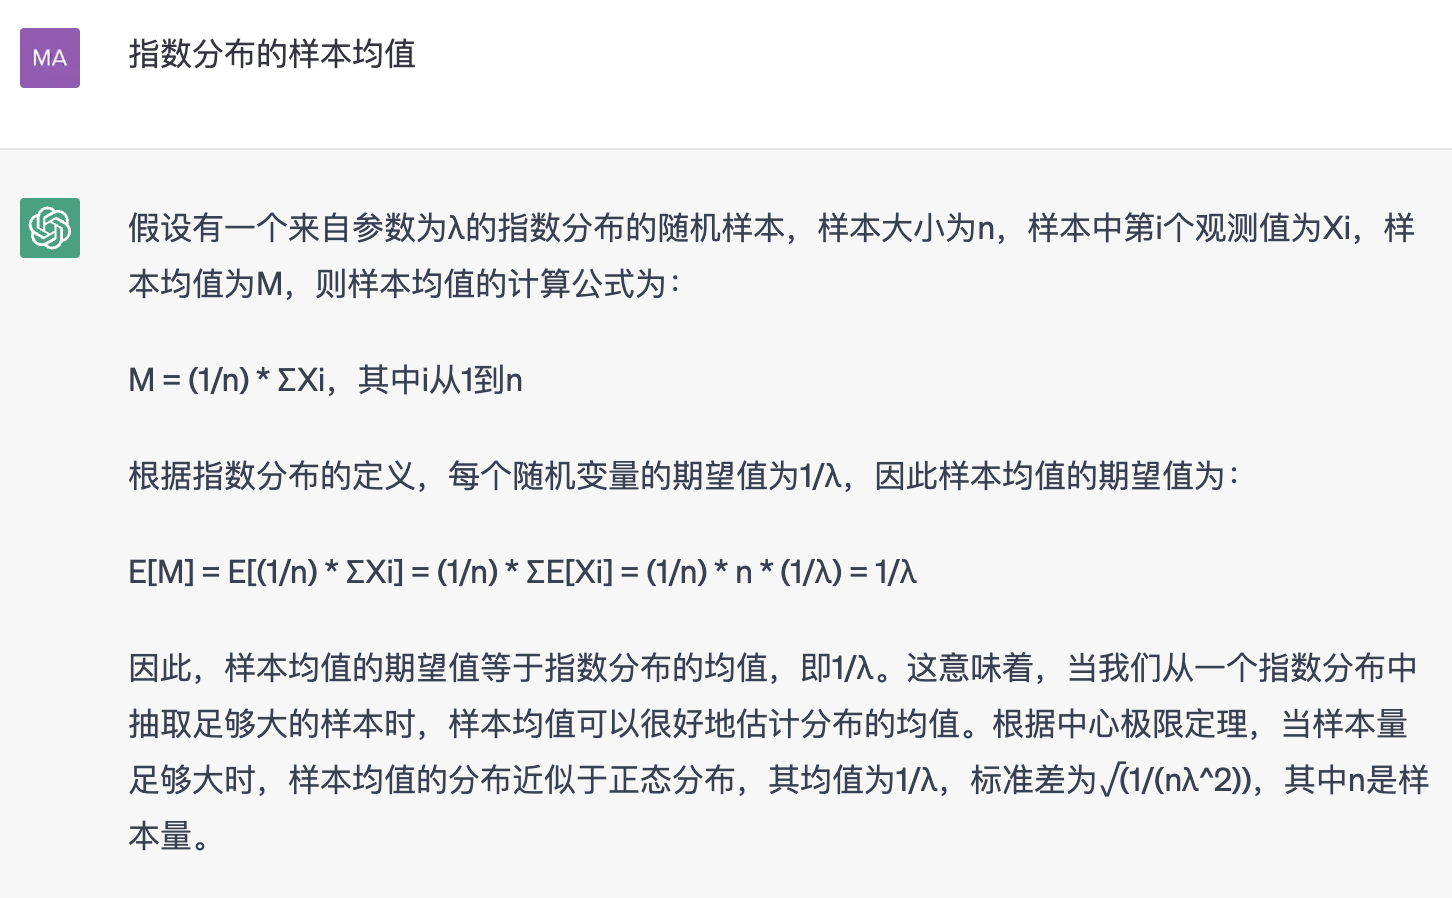 MA
指数分布的样本均值
假设有一个来自参数为λ的指数分布的随机样本，样本大小为n，样本中第i个观测值为Xi，样
本均值为M，则样本均值的计算公式为：
M = (1/n) * ΣXi，其中i从1到n
根据指数分布的定义，每个随机变量的期望值为1/λ，因此样本均值的期望值为：
E[M] = E[(1/n) * ΣXi] = (1/n) * ΣE[Xi] = (1/n) * n * (1/λ) = 1/λ
因此，样本均值的期望值等于指数分布的均值，即1/λ。这意味着，当我们从一个指数分布中
抽取足够大的样本时，样本均值可以很好地估计分布的均值。根据中心极限定理，当样本量
足够大时，样本均值的分布近似于正态分布，其均值为1/λ，标准差为√(1/(nλ^2))，其中n是样
本量。